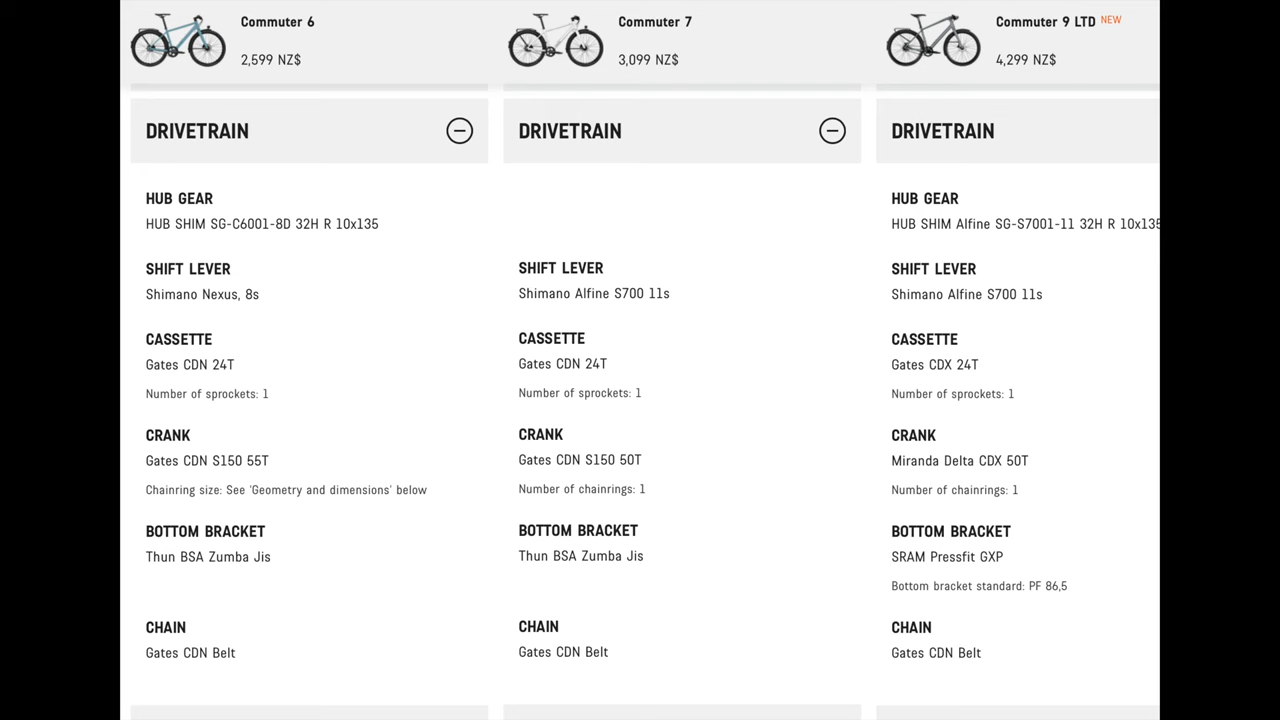 Commuter 6
2,599 NZ$
Commuter 7
3,099 NZ$
Commuter 9 LTD NEW
4,299 NZ$
DRIVETRAIN
HUB GEAR
HUB SHIM SG-C6001-8D 32H R 10x135
SHIFT LEVER
Shimano Nexus, 8s
CASSETTE
Gates CDN 24T
Number of sprockets: 1
CRANK
Gates CDN S150 55T
Chainring size: See 'Geometry and dimensions' below
BOTTOM BRACKET
Thun BSA Zumba Jis
CHAIN
Gates CDN Belt
DRIVETRAIN
SHIFT LEVER
Shimano Alfine S700 11s
CASSETTE
Gates CDN 24T
Number of sprockets: 1
CRANK
Gates CDN S150 50T
Number of chainrings: 1
BOTTOM BRACKET
Thun BSA Zumba Jis
CHAIN
Gates CDN Belt
DRIVETRAIN
HUB GEAR
HUB SHIM Alfine SG-S7001-11 32H R 10x135
SHIFT LEVER
Shimano Alfine S700 11s
CASSETTE
Gates CDX 24T
Number of sprockets: 1
CRANK
Miranda Delta CDX 50T
Number of chainrings: 1
BOTTOM BRACKET
SRAM Pressfit GXP
Bottom bracket standard: PF 86,5
CHAIN
Gates CDN Belt